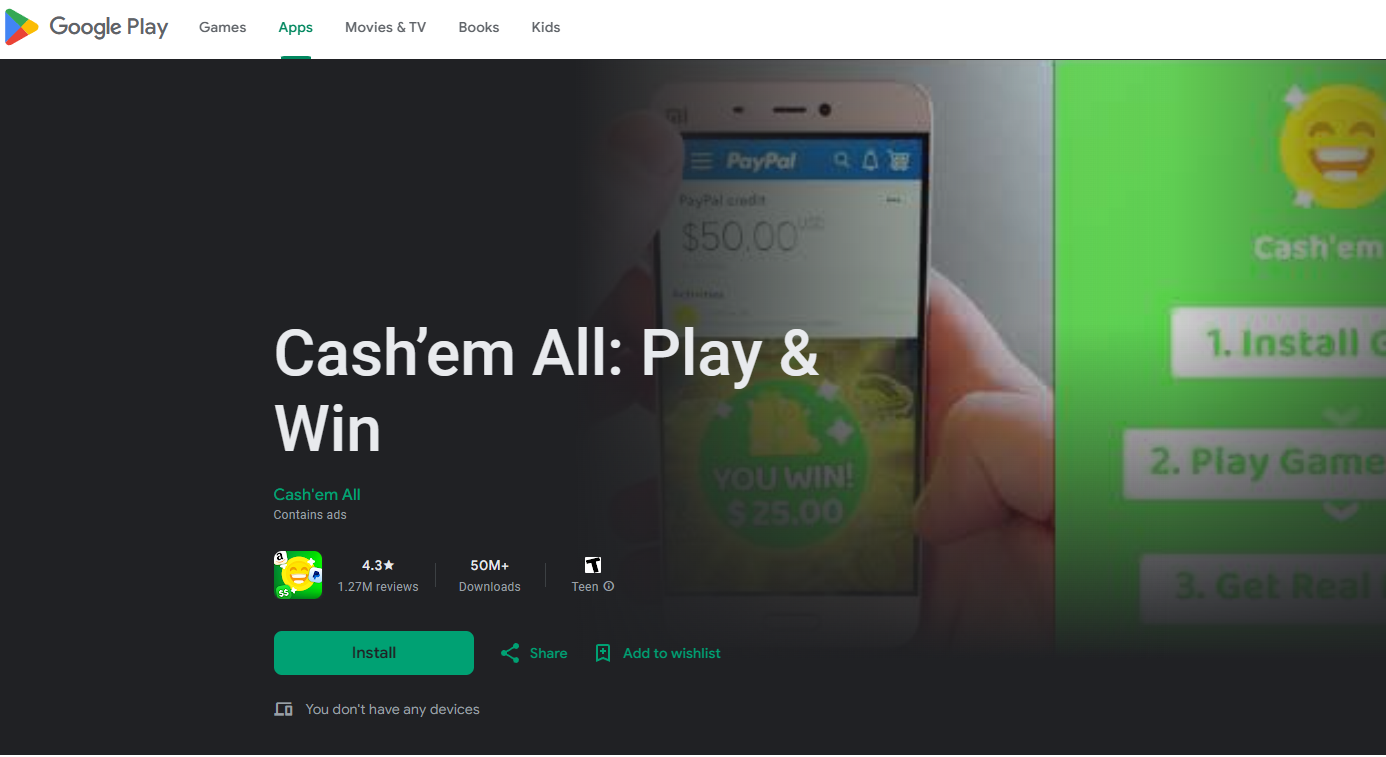 Google Play
Games
Apps
Movies & TV
Books
Kids
mi
PayPal
PayPal credit
$50,00 USD
Activities
YOU WIN!
$25.00
Cash'em
1. Install G
2. Play Game
3. Get Real
Cash’em All: Play &
Win
Cash'em All
Contains ads
a
$$
4.3★
1.27M reviews
50M+
Downloads
T
Teen
Install
Share
Add to wishlist
You don't have any devices